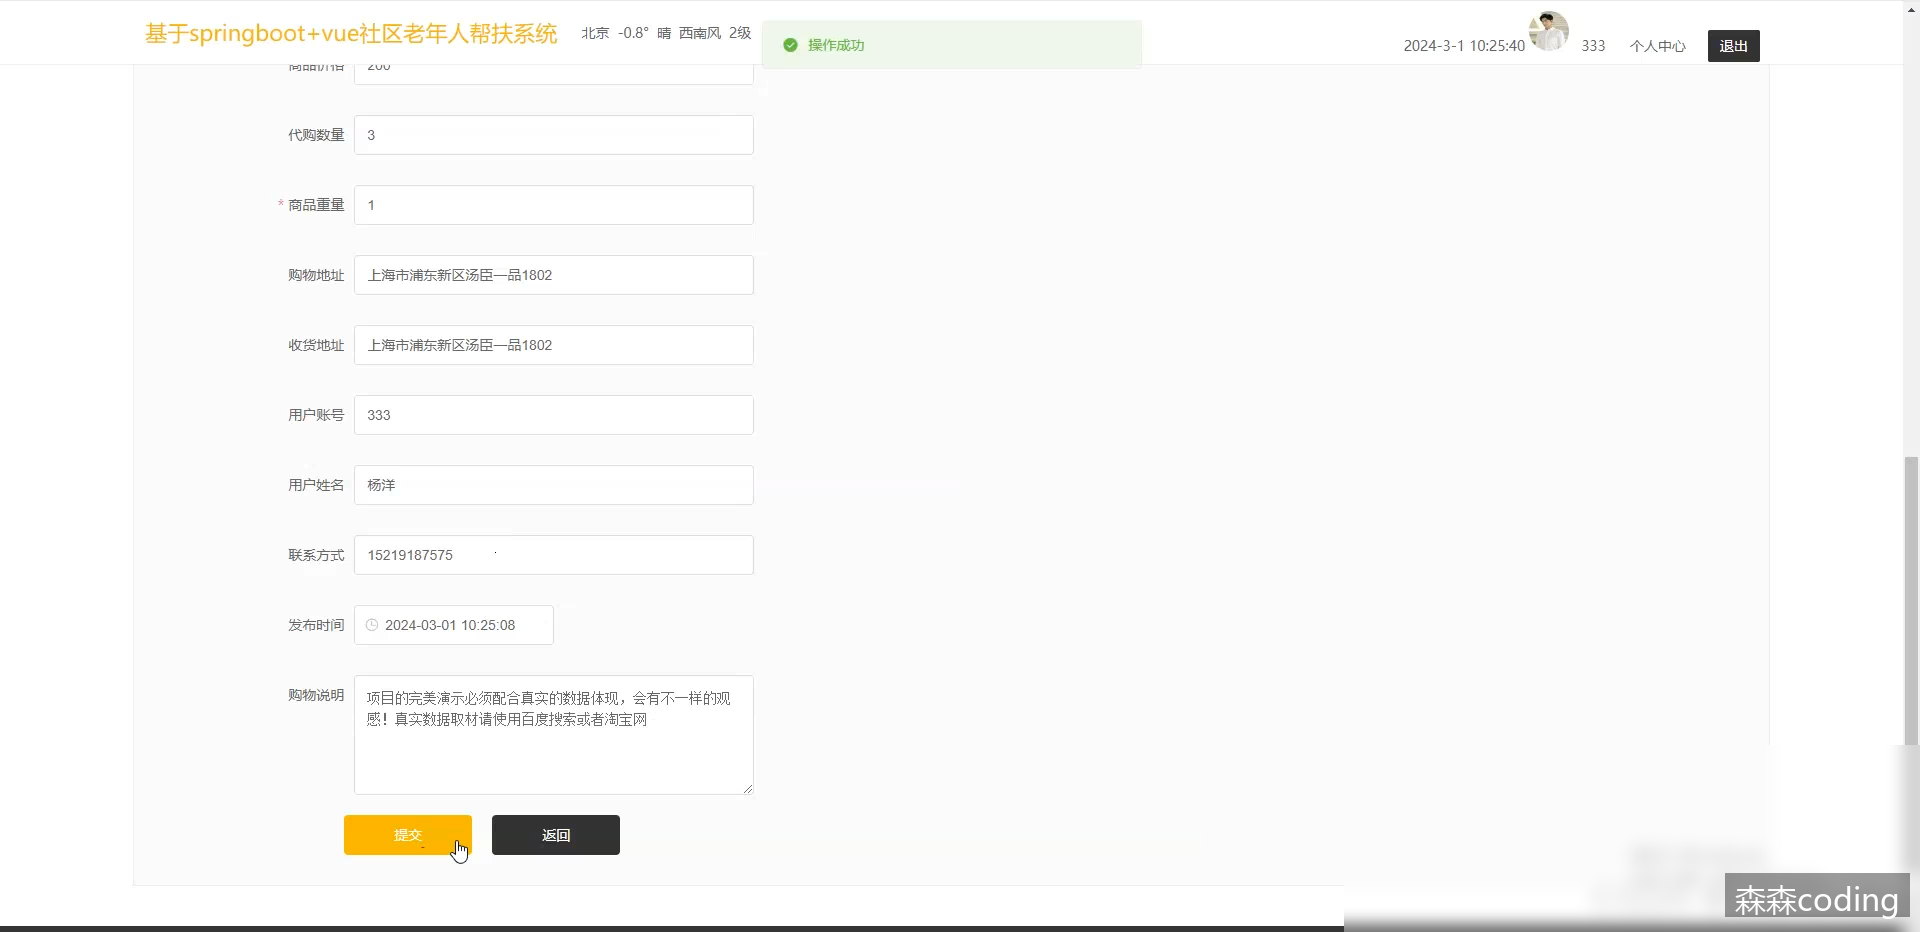 基于springboot+vue社区老年人帮扶系统
北京 -0.8° 晴 西南风 2级
操作成功
2024-3-1 10:25:40
333
个人中心
退出
商品价格 200
代购数量 3
* 商品重量 1
购物地址 上海市浦东新区汤臣一品1802
收货地址 上海市浦东新区汤臣一品1802
用户账号 333
用户姓名 杨洋
联系方式 15219187575
发布时间 2024-03-01 10:25:08
购物说明 项目的完美演示必须配合真实的数据体现，会有不一样的观
感！真实数据取材请使用百度搜索或者淘宝网
提交
返回
森森coding